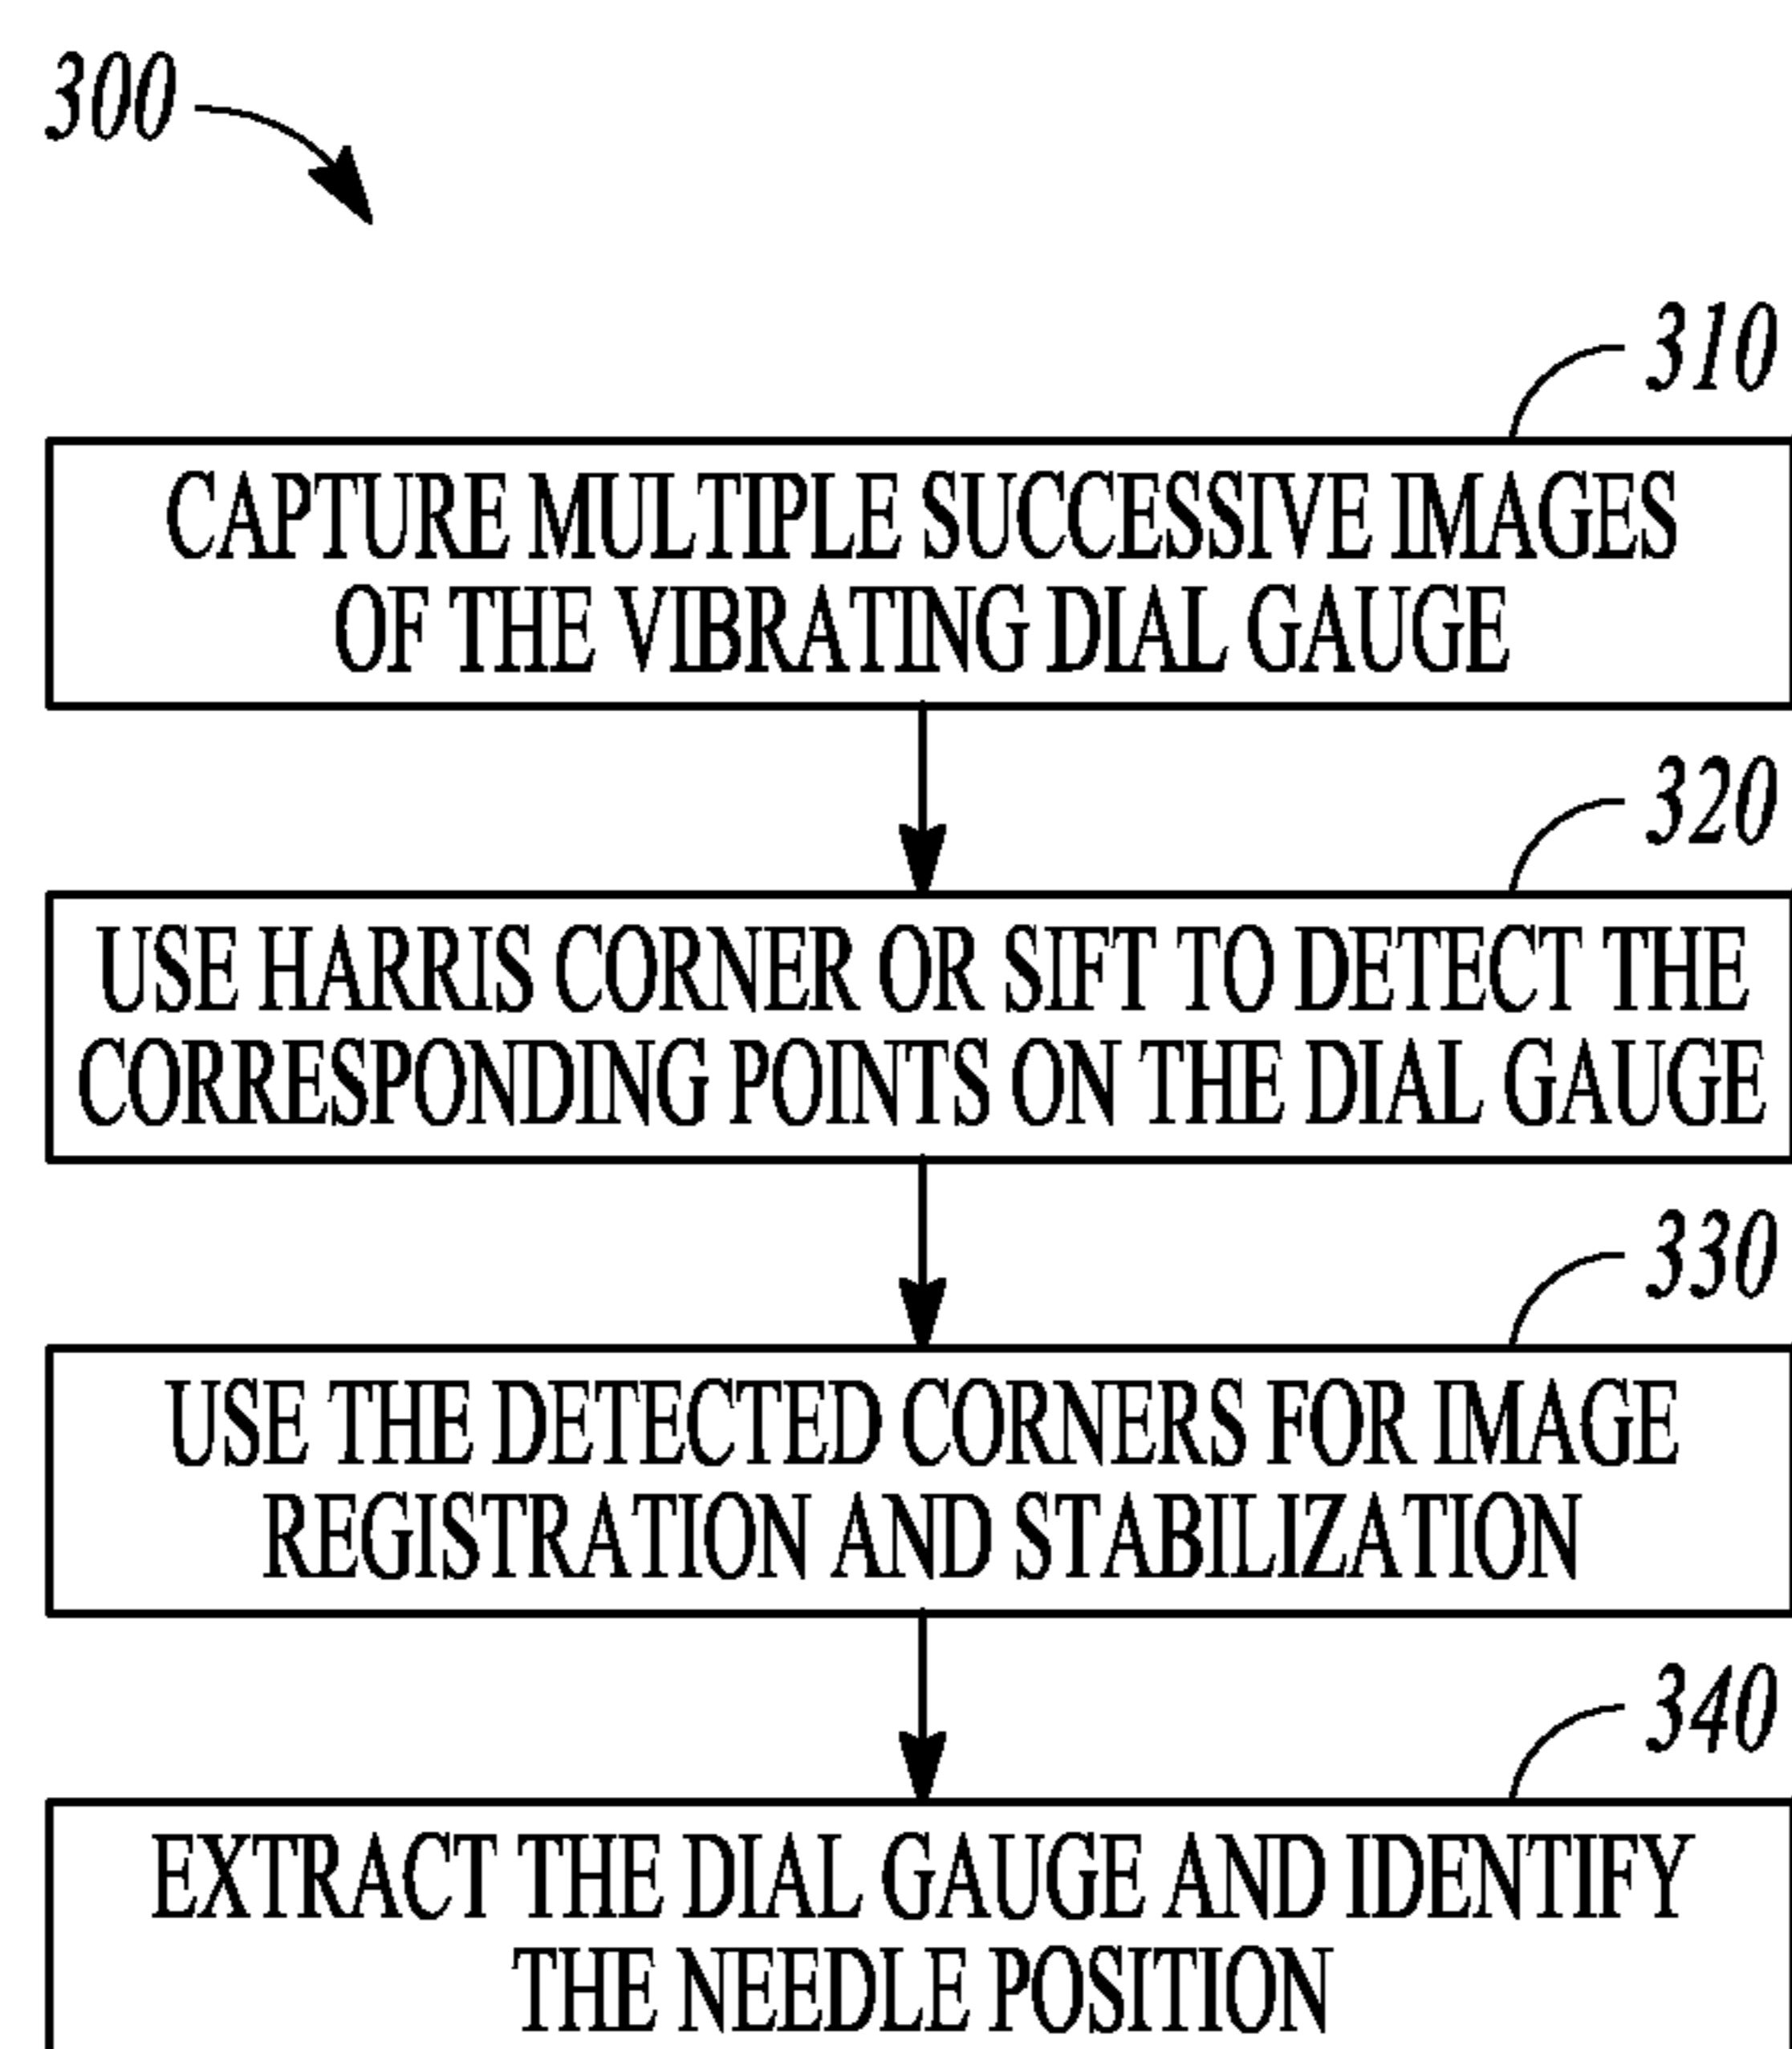 300
310
CAPTURE MULTIPLE SUCCESSIVE IMAGES
OF THE VIBRATING DIAL GAUGE
320
USE HARRIS CORNER OR SIFT TO DETECT THE
CORRESPONDING POINTS ON THE DIAL GAUGE
330
USE THE DETECTED CORNERS FOR IMAGE
REGISTRATION AND STABILIZATION
340
EXTRACT THE DIAL GAUGE AND IDENTIFY
THE NEEDLE POSITION